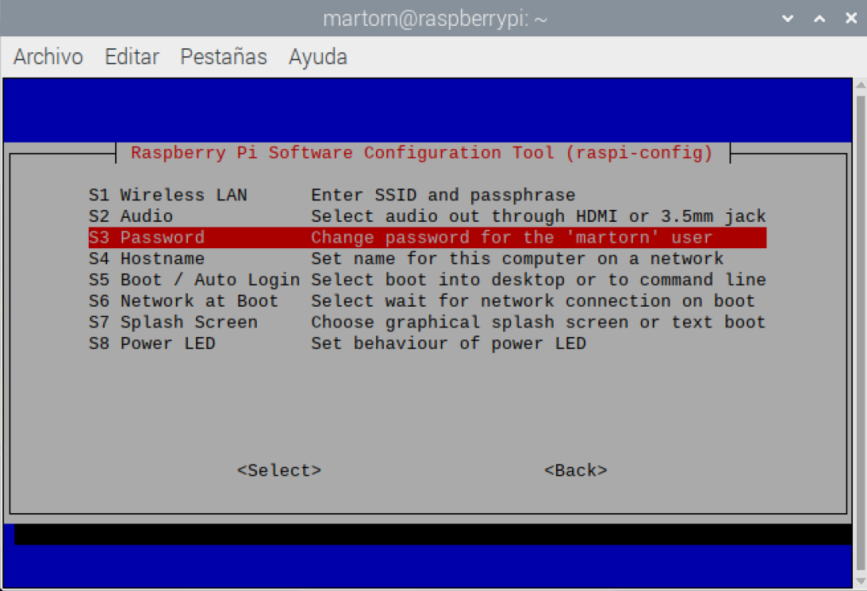 martorn@raspberrypi: ~
Archivo Editar Pestañas Ayuda
Raspberry Pi Software Configuration Tool (raspi-config)
S1 Wireless LAN Enter SSID and passphrase
S2 Audio Select audio out through HDMI or 3.5mm jack
S3 Password Change password for the 'martorn' user
S4 Hostname Set name for this computer on a network
S5 Boot / Auto Login Select boot into desktop or to command line
S6 Network at Boot Select wait for network connection on boot
S7 Splash Screen Choose graphical splash screen or text boot
S8 Power LED Set behaviour of power LED
<Select> <Back>